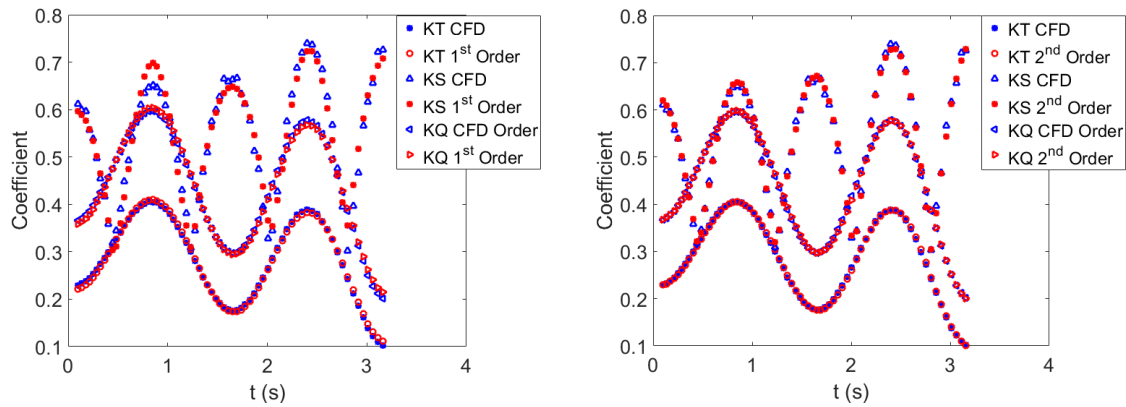 0.8
0.7
0.6
0.5
0.4
0.3
0.2
0.1
Coefficient
0 1 2 3 4
t (s)
KT CFD
KT 1st Order
KS CFD
KS 1st Order
KQ CFD Order
KQ 1st Order
0.8
0.7
0.6
0.5
0.4
0.3
0.2
0.1
Coefficient
0 1 2 3 4
t (s)
KT CFD
KT 2nd Order
KS CFD
KS 2nd Order
KQ CFD Order
KQ 2nd Order